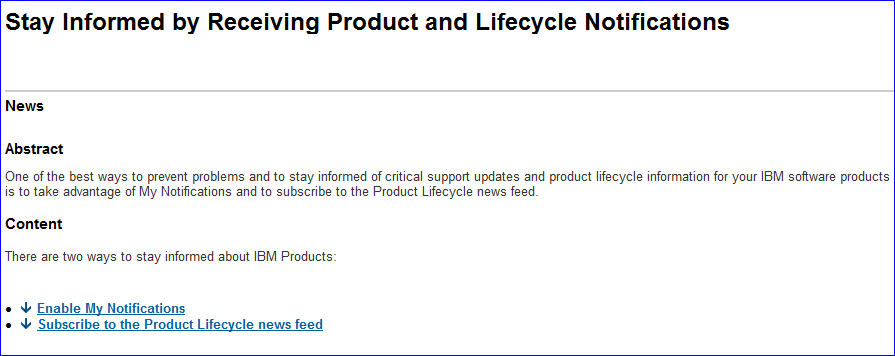 Stay Informed by Receiving Product and Lifecycle Notifications
News
Abstract
One of the best ways to prevent problems and to stay informed of critical support updates and product lifecycle information for your IBM software products
is to take advantage of My Notifications and to subscribe to the Product Lifecycle news feed.
Content
There are two ways to stay informed about IBM Products:
Enable My Notifications
Subscribe to the Product Lifecycle news feed